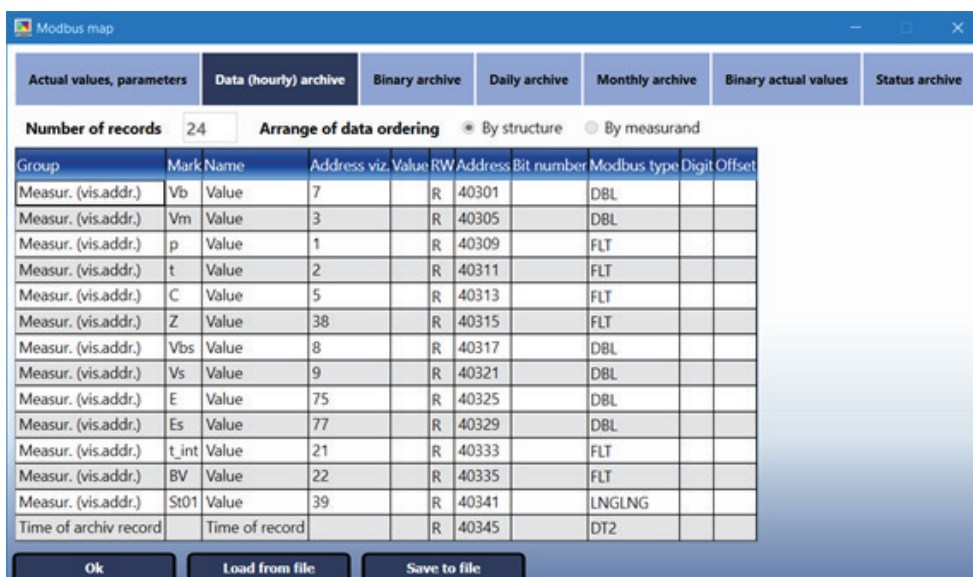 Modbus map
Actual values, parameters Data (hourly) archive Binary archive Daily archive Monthly archive Binary actual values Status archive
Number of records 24 Arrange of data ordering By structure By measurand
Group Mark Name Address viz. Value RW Address Bit number Modbus type Digit Offset
Measur. (vis.addr.) Vb Value 7 R 40301 DBL
Measur. (vis.addr.) Vm Value 3 R 40305 DBL
Measur. (vis.addr.) p Value 1 R 40309 FLT
Measur. (vis.addr.) t Value 2 R 40311 FLT
Measur. (vis.addr.) C Value 5 R 40313 FLT
Measur. (vis.addr.) Z Value 38 R 40315 FLT
Measur. (vis.addr.) Vbs Value 8 R 40317 DBL
Measur. (vis.addr.) Vs Value 9 R 40321 DBL
Measur. (vis.addr.) E Value 75 R 40325 DBL
Measur. (vis.addr.) Es Value 77 R 40329 DBL
Measur. (vis.addr.) t_int Value 21 R 40333 FLT
Measur. (vis.addr.) BV Value 22 R 40335 FLT
Measur. (vis.addr.) St01 Value 39 R 40341 LNGLNG
Time of archiv record Time of record R 40345 DT2
Ok Load from file Save to file